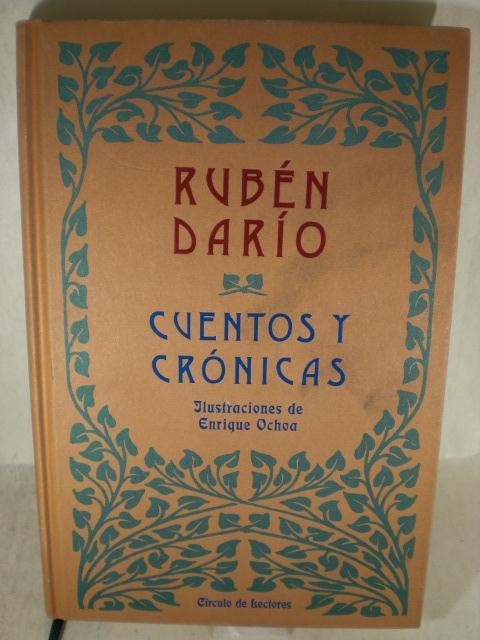 RUBÉN
DARÍO
CUENTOS Y
CRÓNICAS
Ilustraciones de
Enrique Ochoa
Círculo de Lectores